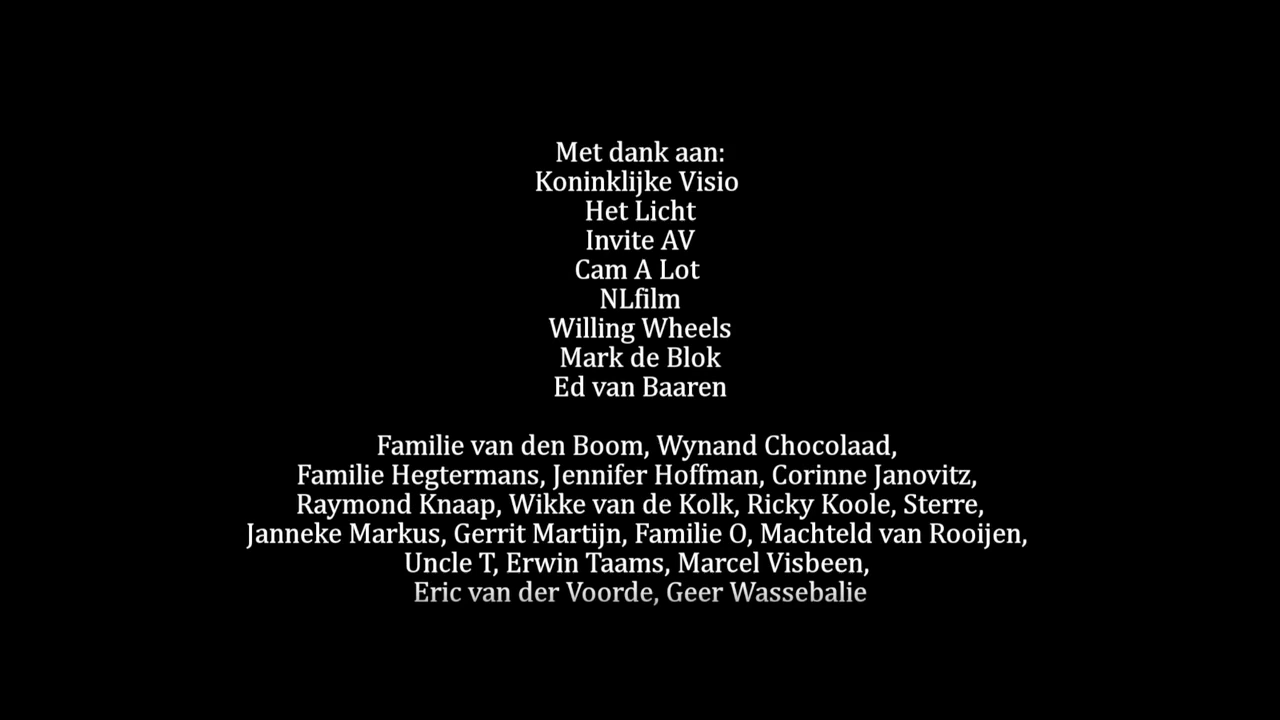 Met dank aan:
Koninklijke Visio
Het Licht
Invite AV
Cam A Lot
NLfilm
Willing Wheels
Mark de Blok
Ed van Baaren
Familie van den Boom, Wynand Chocolaad,
Familie Hegtermans, Jennifer Hoffman, Corinne Janovitz,
Raymond Knaap, Wikke van de Kolk, Ricky Koole, Sterre,
Janneke Markus, Gerrit Martijn, Familie O, Machteld van Rooijen,
Uncle T, Erwin Taams, Marcel Visbeen,
Eric van der Voorde, Geer Wassebalie